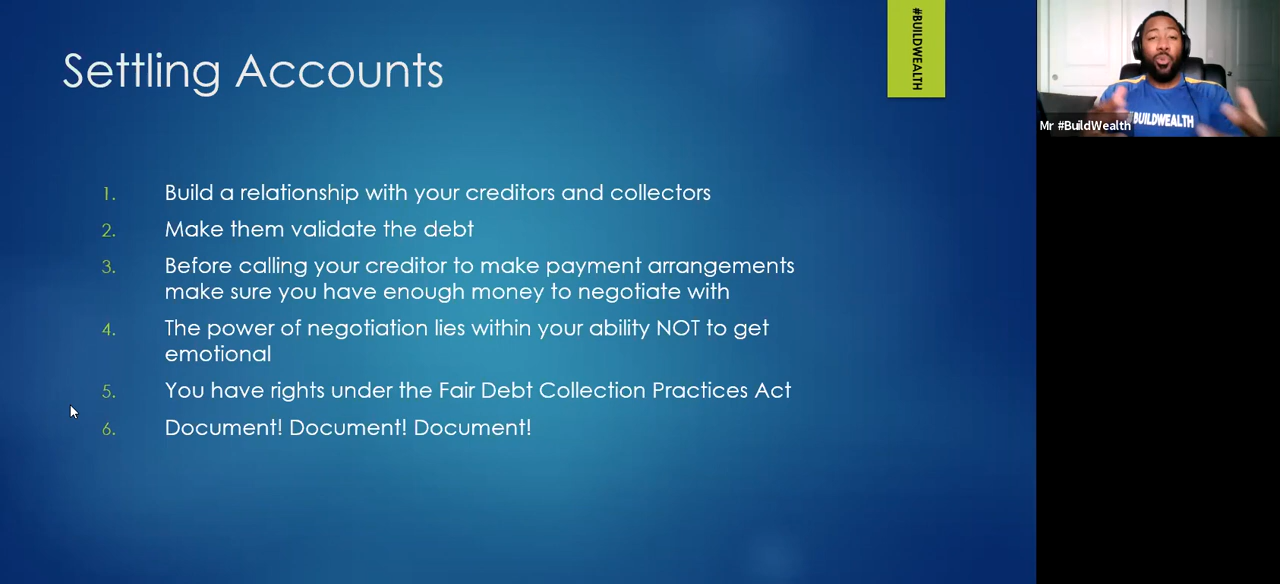 Settling Accounts
#BUILDWEALTH
1. Build a relationship with your creditors and collectors
2. Make them validate the debt
3. Before calling your creditor to make payment arrangements
make sure you have enough money to negotiate with
4. The power of negotiation lies within your ability NOT to get
emotional
5. You have rights under the Fair Debt Collection Practices Act
6. Document! Document! Document!
#BUILDWEALTH
Mr #BuildWealth